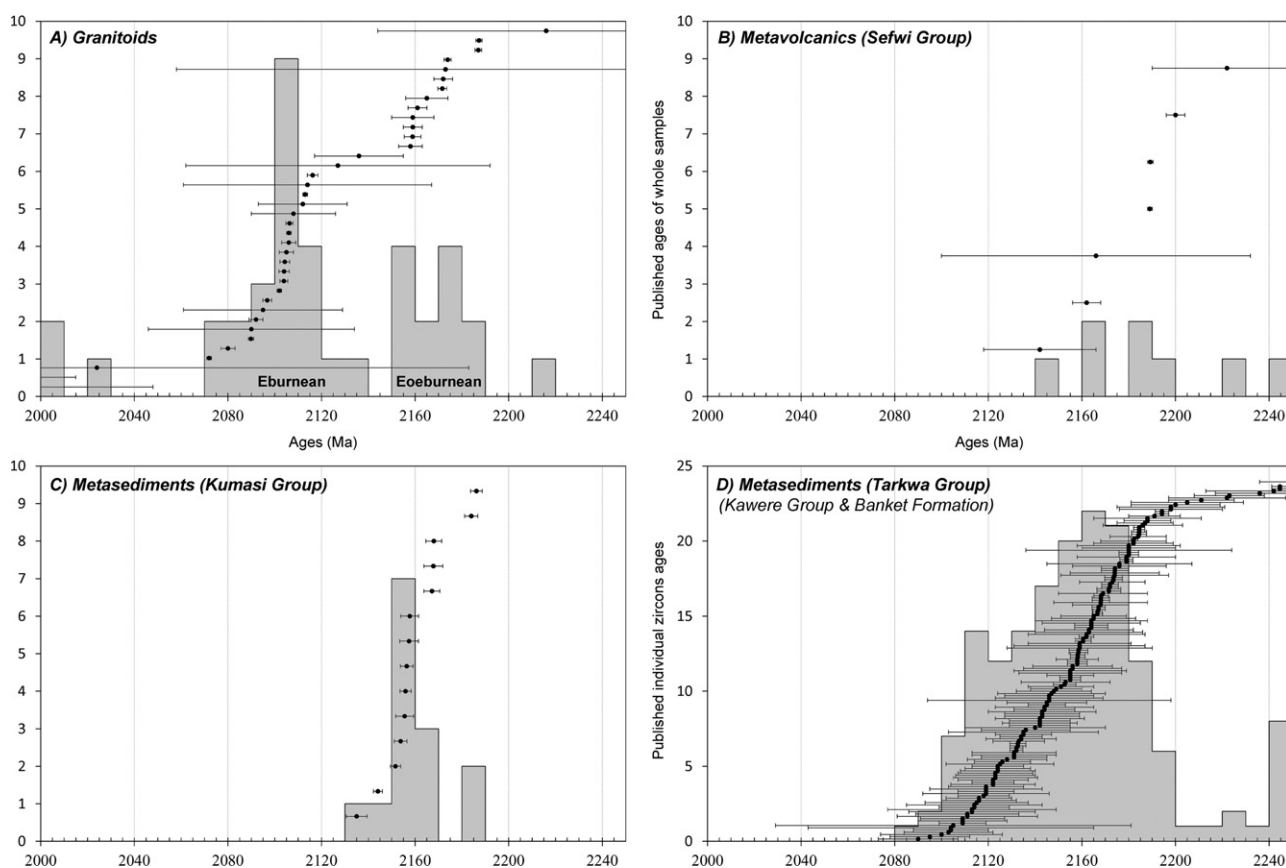 A) Granitoids
10
9
8
7
6
5
4
3
2
1
0
Eburnean
Eoeburnean
2000 2040 2080 2120 2160 2200 2240
Ages (Ma)
B) Metavolcanics (Sefwi Group)
Published ages of whole samples
10
9
8
7
6
5
4
3
2
1
0
2000 2040 2080 2120 2160 2200 2240
Ages (Ma)
C) Metasediments (Kumasi Group)
10
9
8
7
6
5
4
3
2
1
0
2000 2040 2080 2120 2160 2200 2240
D) Metasediments (Tarkwa Group)
(Kawere Group & Banket Formation)
Published individual zircons ages
25
20
15
10
5
0
2000 2040 2080 2120 2160 2200 2240